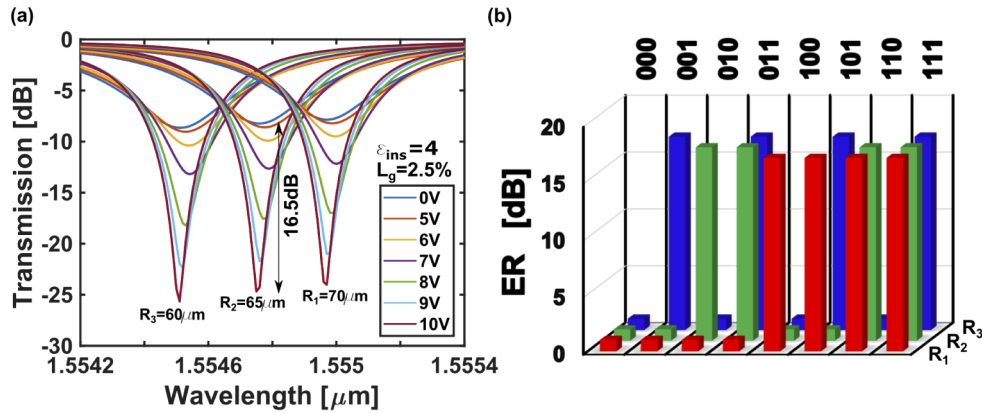 (a)
Transmission [dB]
0
-5
-10
-15
-20
-25
-30
1.5542
1.5546
1.555
1.5554
Wavelength [μm]
16.5dB
R3=60μm
R2=65μm
R1=70μm
εins=4
Lg=2.5%
0V
5V
6V
7V
8V
9V
10V
(b)
000
001
010
011
100
101
110
111
ER [dB]
20
15
10
5
0
R3
R2
R1